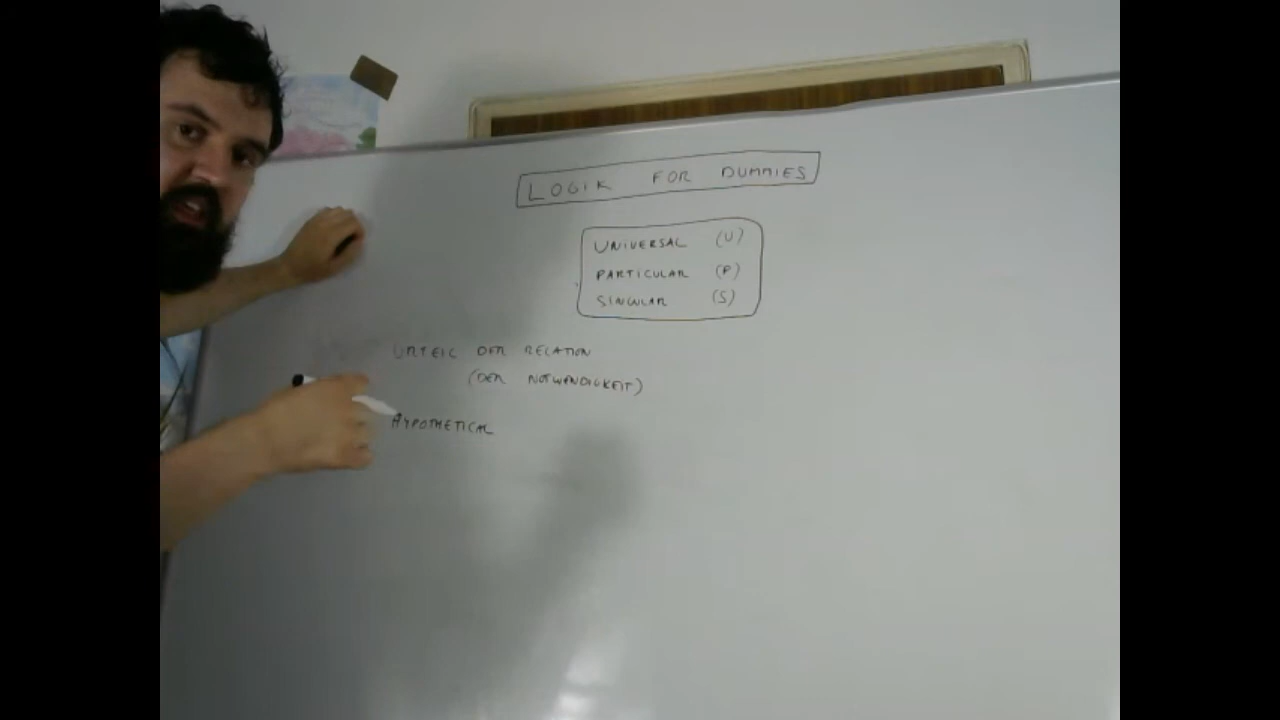 LOGIK FOR DUMMIES
UNIVERSAL (U)
PARTICULAR (P)
SINGULAR (S)
URTEIL DER RELATION
(DER NOTWENDIGKEIT)
HYPOTHETICAL